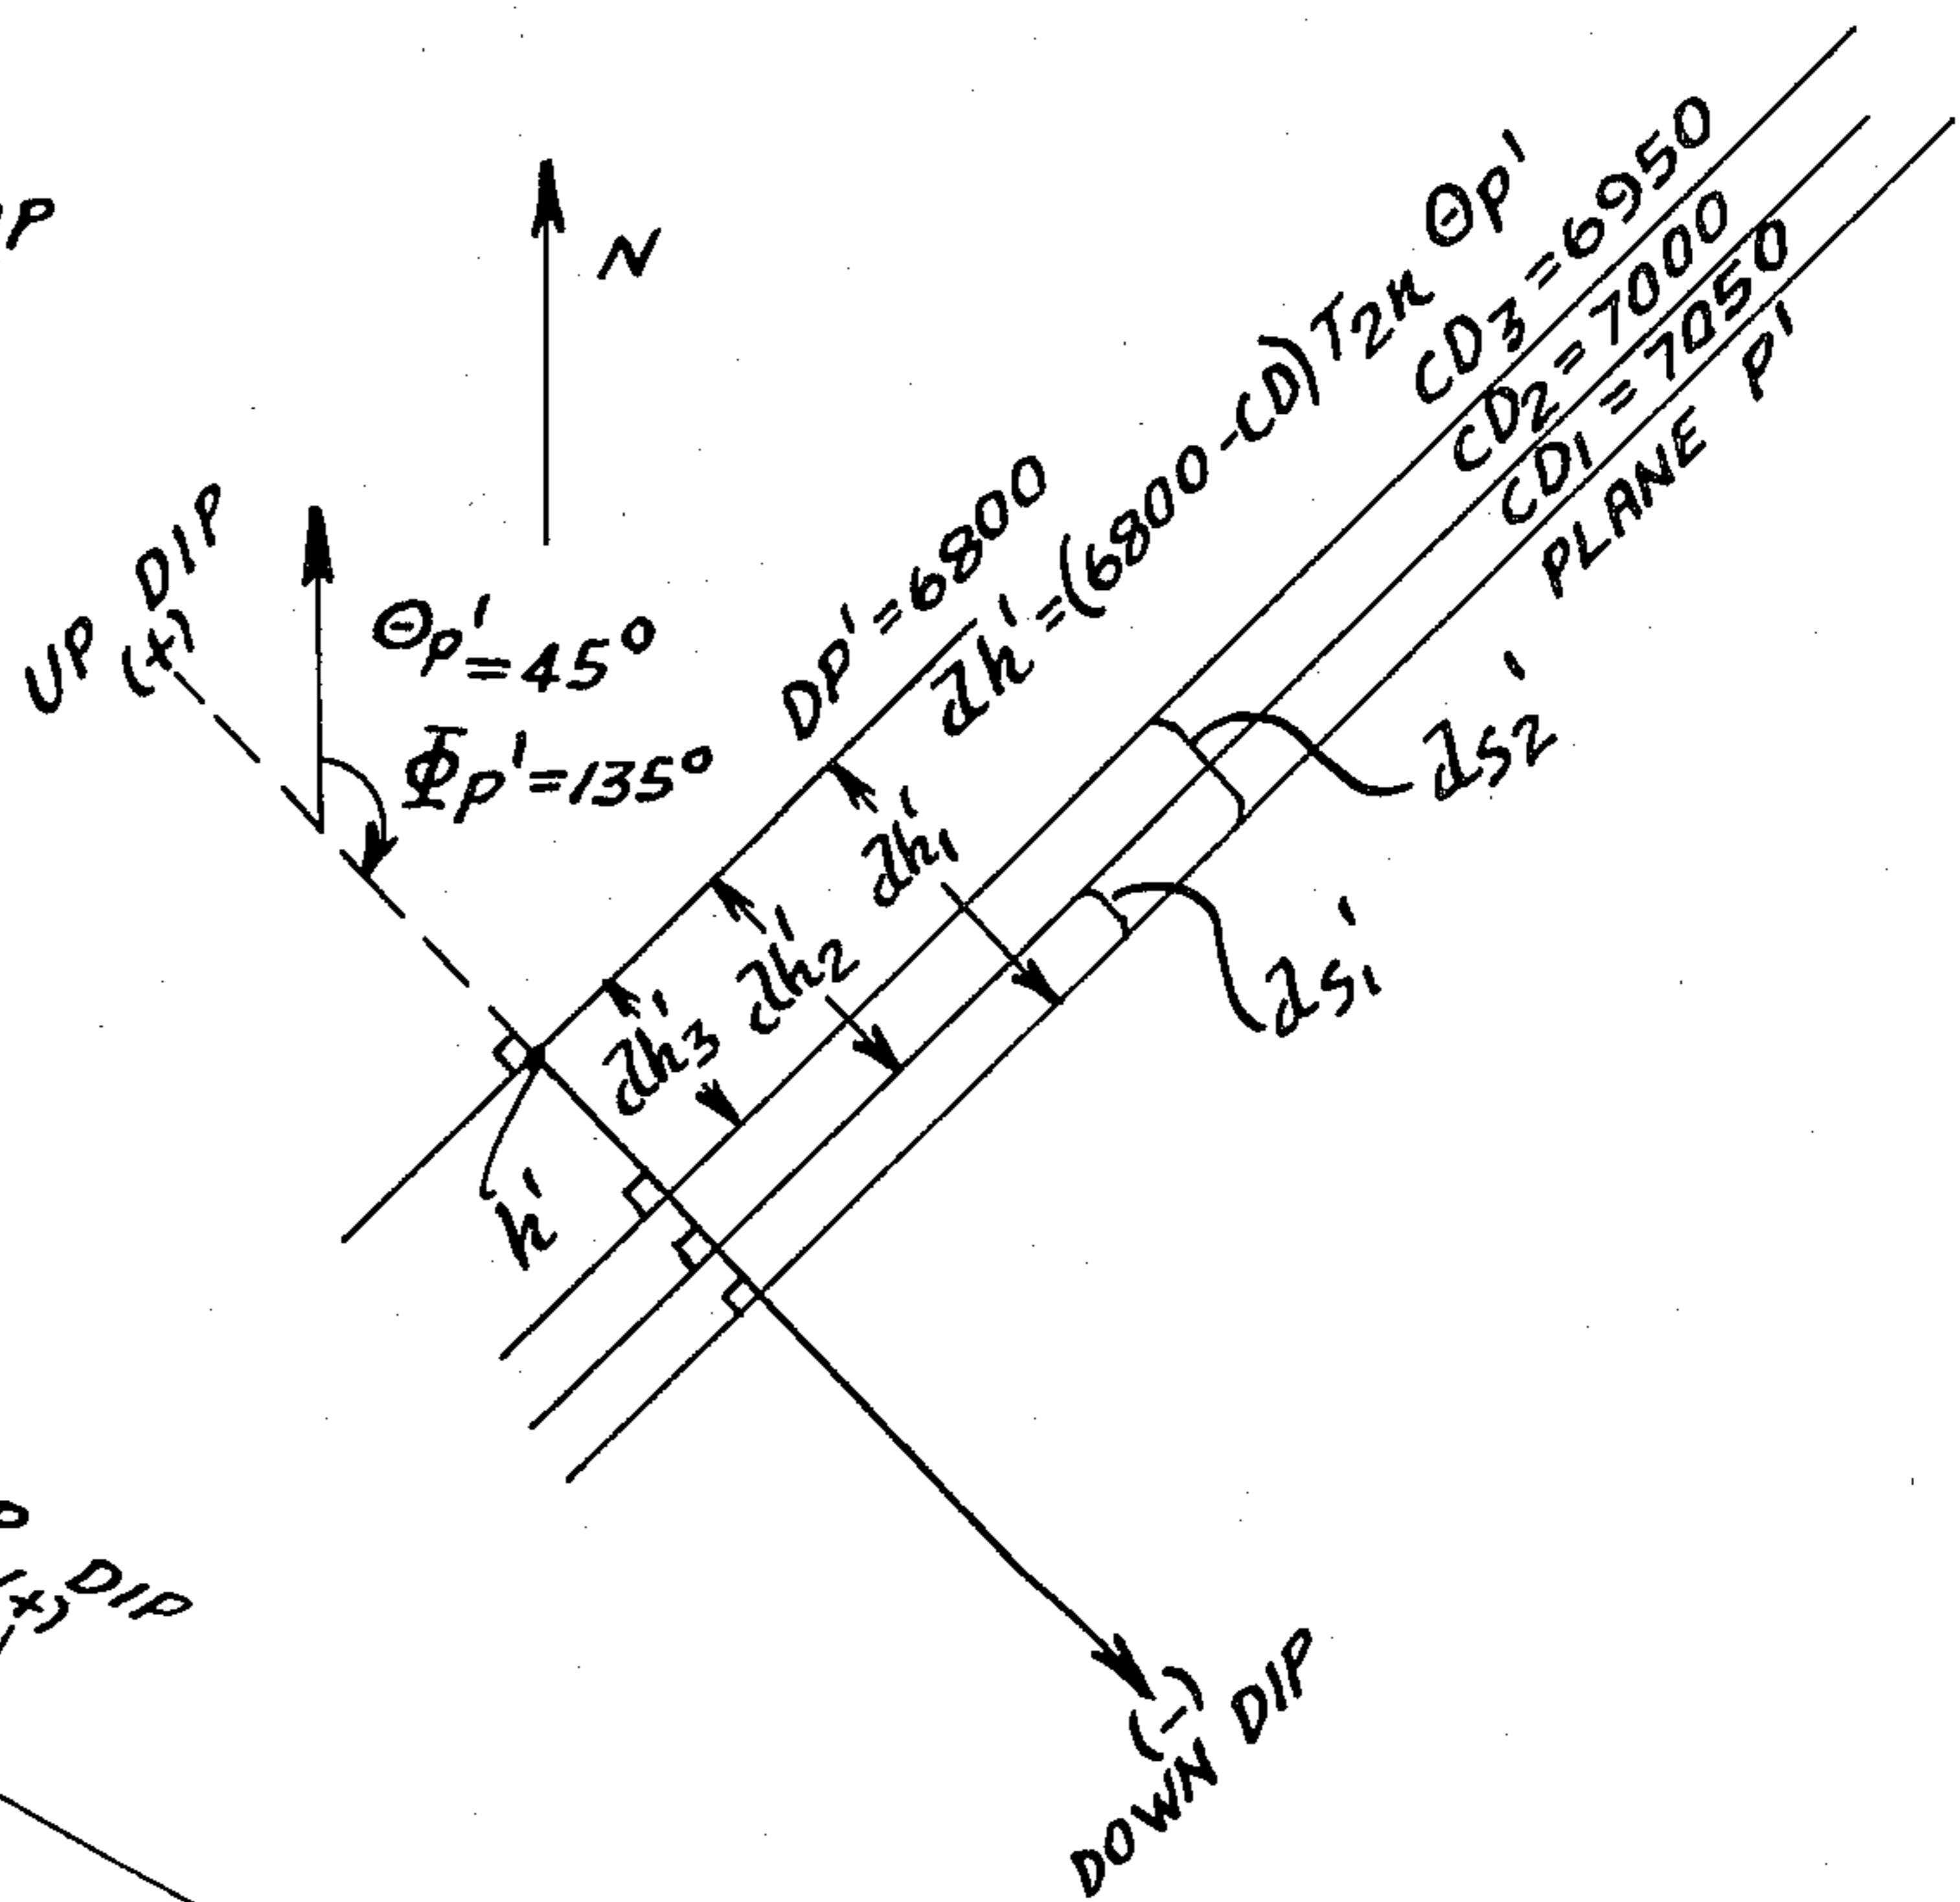 P
N
UP DIP
(x)
Θp'=45°
Φp'=135°
DP'=6800
dh'=(6800-CD)Tan Θp'
CD3=6950
CD2=7000
CD1=7050
PLANE P'
ds2'
dh1'
dh2'
dh3'
ds1'
h'
(x) DIP
(-)
DOWN DIP